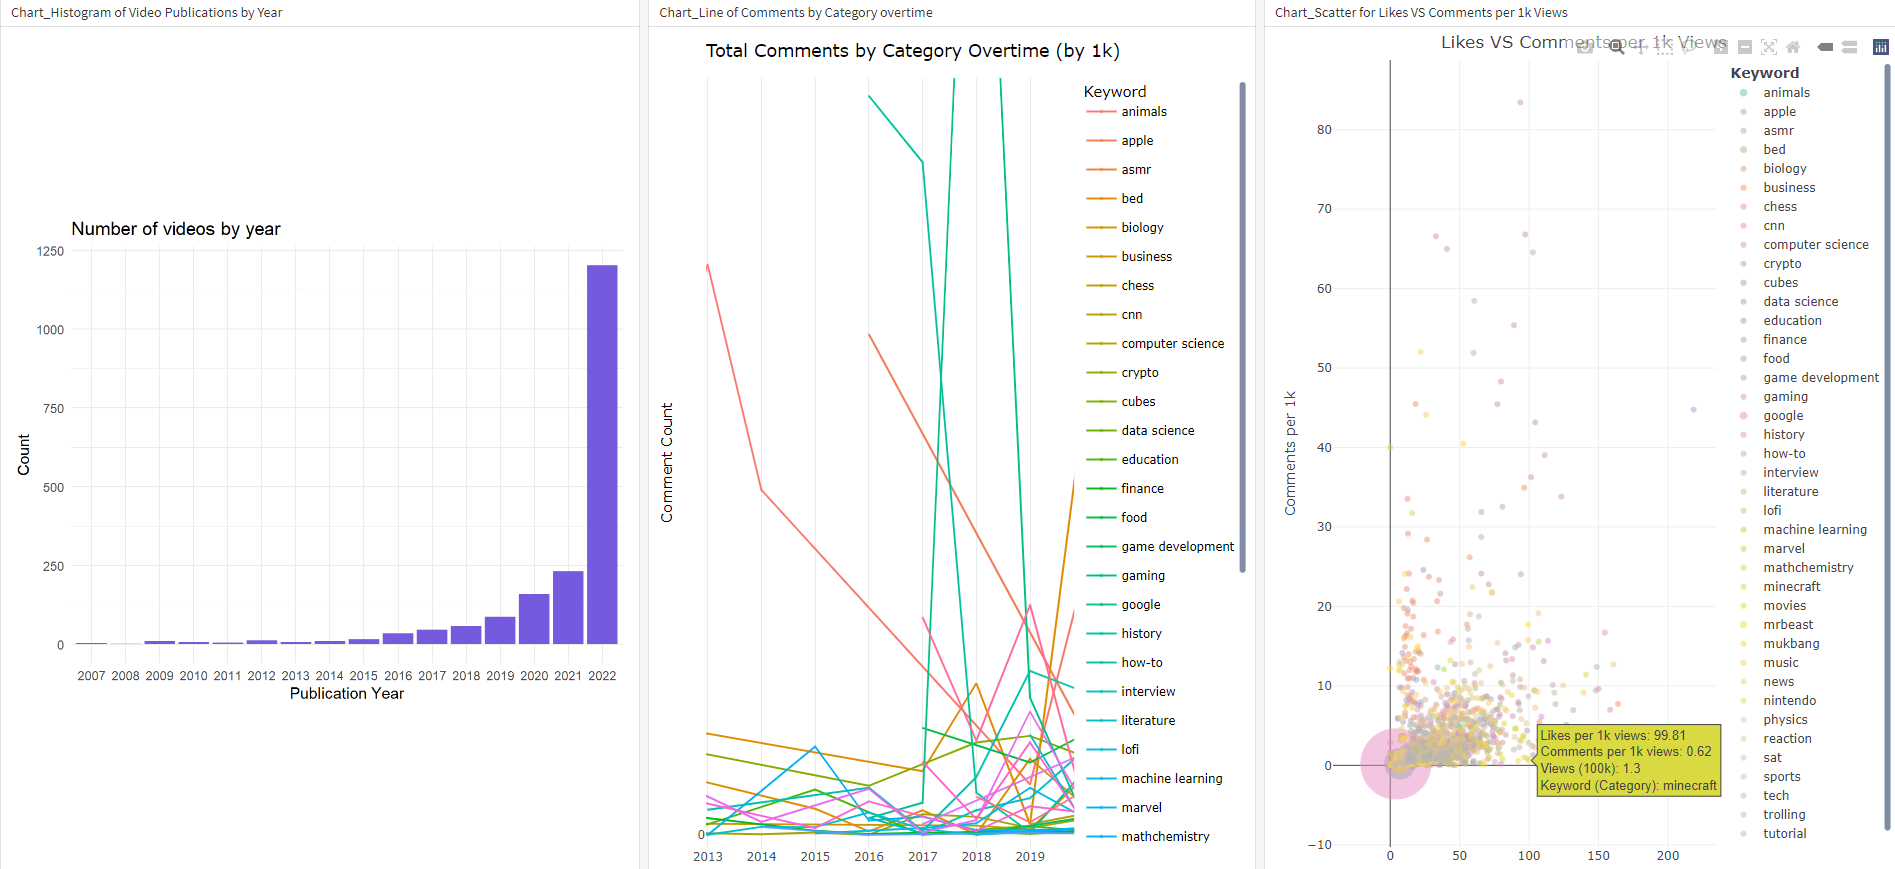 Chart_Histogram of Video Publications by Year
Number of videos by year
Count
1250
1000
750
500
250
0
2007 2008 2009 2010 2011 2012 2013 2014 2015 2016 2017 2018 2019 2020 2021 2022
Publication Year
Chart_Line of Comments by Category overtime
Total Comments by Category Overtime (by 1k)
Comment Count
0
2013 2014 2015 2016 2017 2018 2019
Keyword
animals
apple
asmr
bed
biology
business
chess
cnn
computer science
crypto
cubes
data science
education
finance
food
game development
gaming
google
history
how-to
interview
literature
lofi
machine learning
marvel
mathchemistry
Chart_Scatter for Likes VS Comments per 1k Views
Likes VS Comments per 1k Views
Comments per 1k
80
70
60
50
40
30
20
10
0
−10
0 50 100 150 200
Likes per 1k views: 99.81
Comments per 1k views: 0.62
Views (100k): 1.3
Keyword (Category): minecraft
Keyword
animals
apple
asmr
bed
biology
business
chess
cnn
computer science
crypto
cubes
data science
education
finance
food
game development
gaming
google
history
how-to
interview
literature
lofi
machine learning
marvel
mathchemistry
minecraft
movies
mrbeast
mukbang
music
news
nintendo
physics
reaction
sat
sports
tech
trolling
tutorial